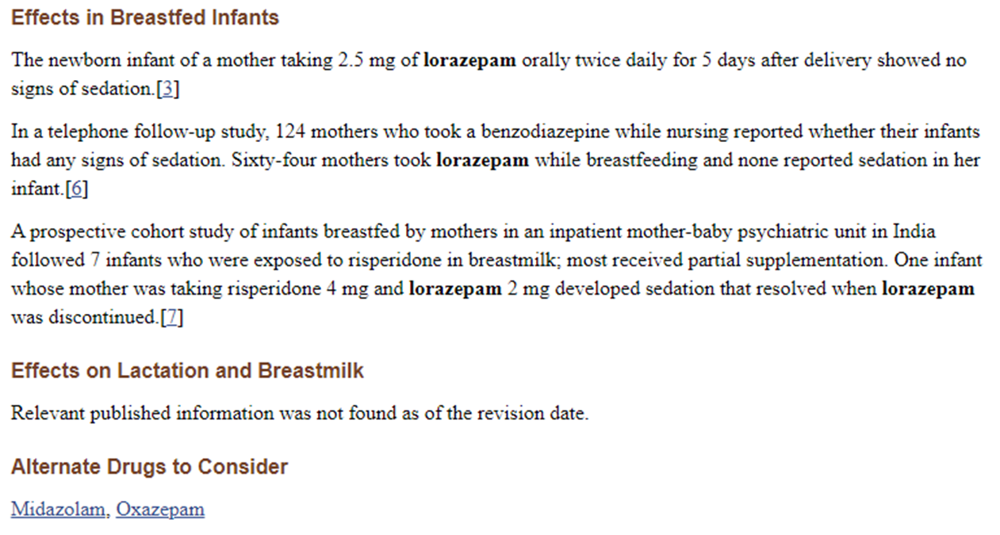 Effects in Breastfed Infants
The newborn infant of a mother taking 2.5 mg of lorazepam orally twice daily for 5 days after delivery showed no
signs of sedation.[3]
In a telephone follow-up study, 124 mothers who took a benzodiazepine while nursing reported whether their infants
had any signs of sedation. Sixty-four mothers took lorazepam while breastfeeding and none reported sedation in her
infant.[6]
A prospective cohort study of infants breastfed by mothers in an inpatient mother-baby psychiatric unit in India
followed 7 infants who were exposed to risperidone in breastmilk; most received partial supplementation. One infant
whose mother was taking risperidone 4 mg and lorazepam 2 mg developed sedation that resolved when lorazepam
was discontinued.[7]
Effects on Lactation and Breastmilk
Relevant published information was not found as of the revision date.
Alternate Drugs to Consider
Midazolam, Oxazepam